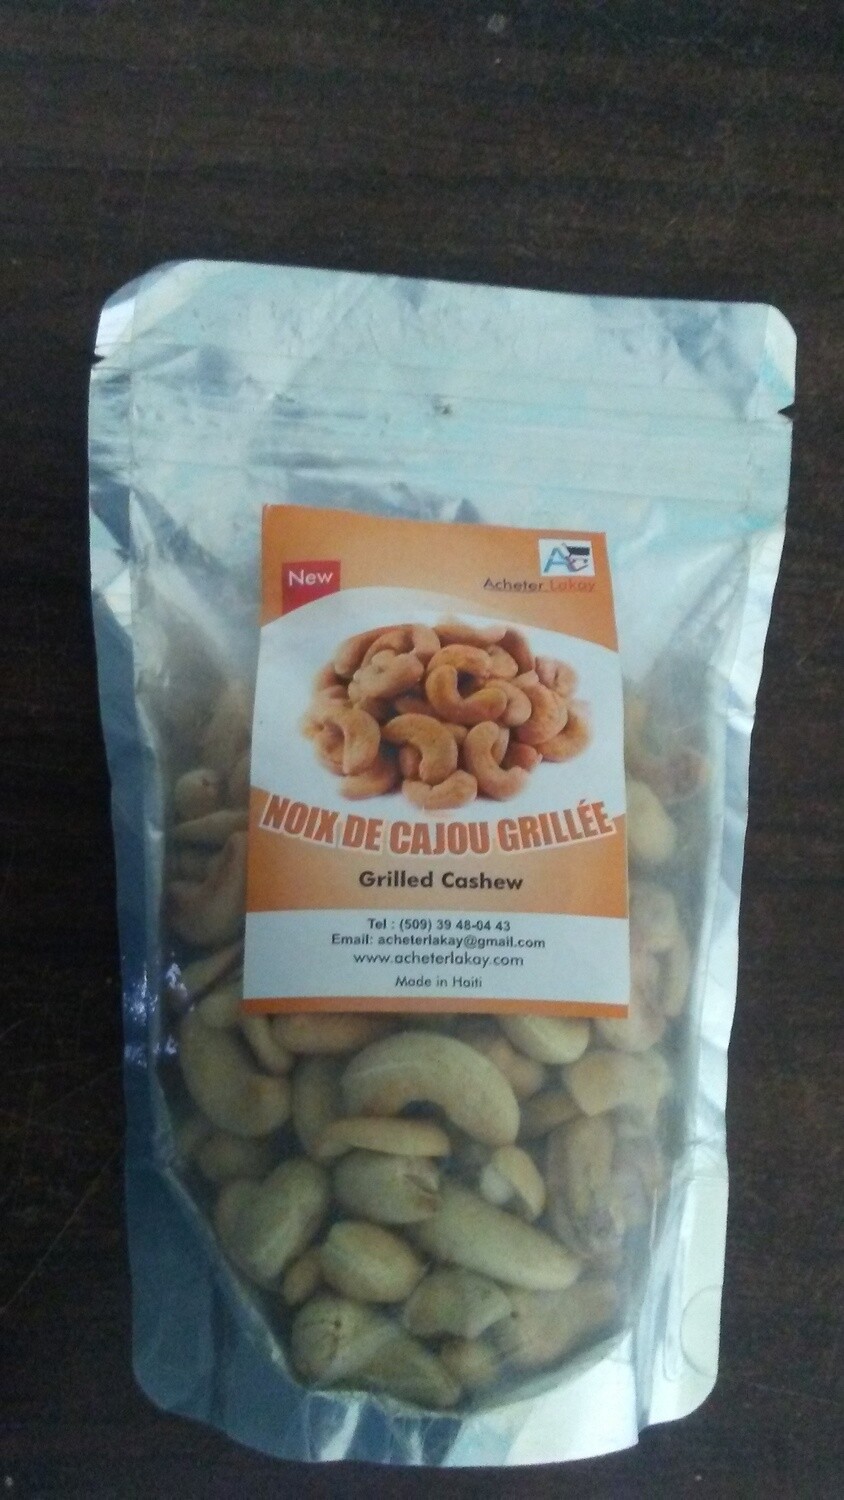 New
Acheter Lakay
NOIX DE CAJOU GRILLÉE
Grilled Cashew
Tel : (509) 39 48-04 43
Email: acheterlakay@gmail.com
www.acheterlakay.com
Made in Haiti